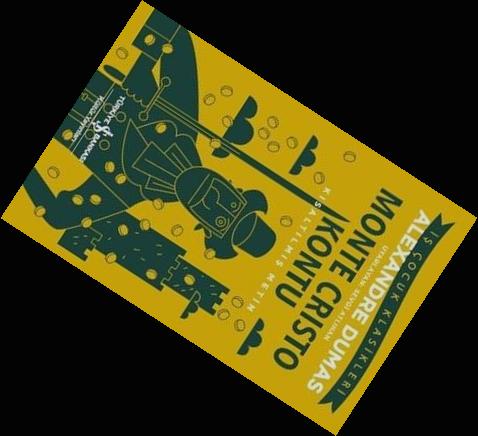 İŞ ÇOCUK KLASİKLERİ
ALEXANDRE DUMAS
UYARLAYAN: SEVGİ ATLIHAN
MONTE CRISTO
KONTU
KISALTILMIŞ METİN
TÜRKİYE İŞ BANKASI
Kültür Yayınları